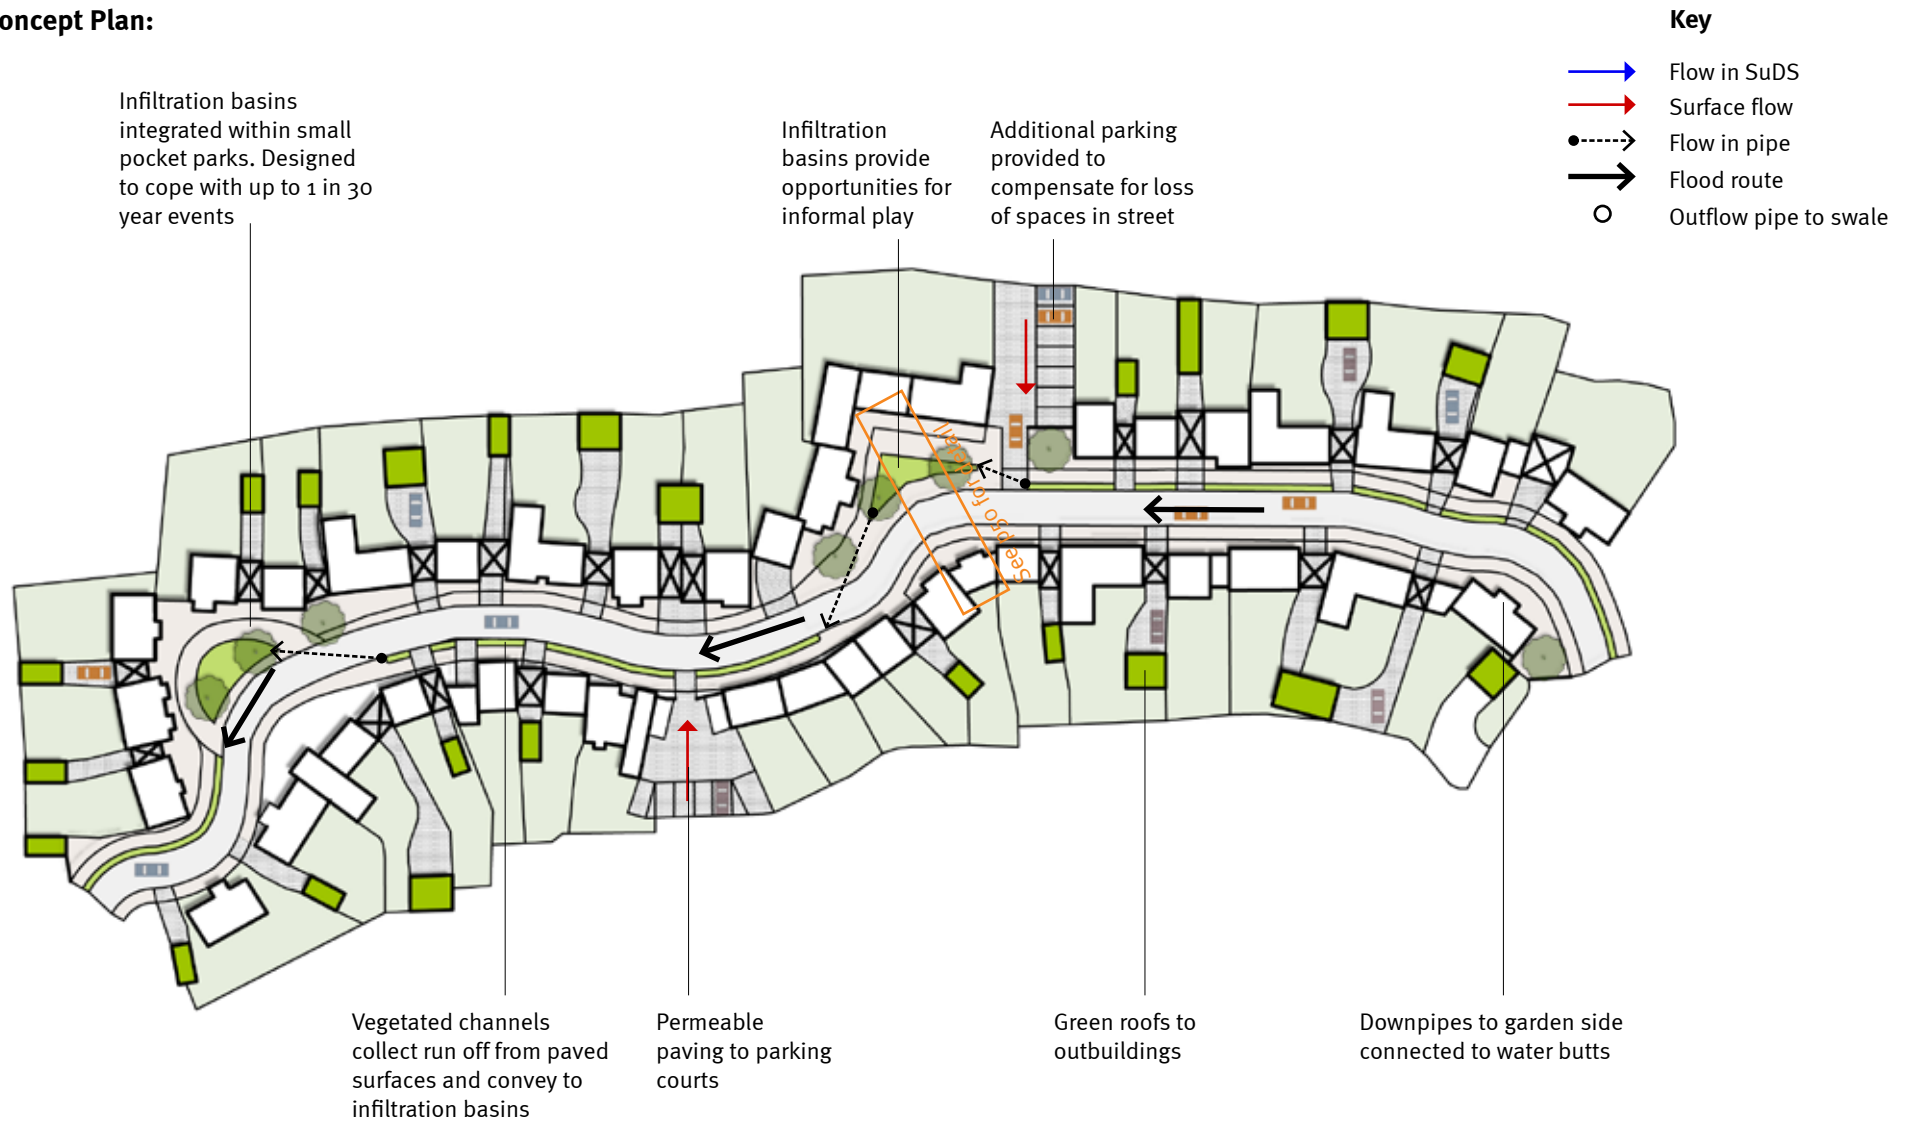 oncept Plan:
Key
Flow in SuDS
Surface flow
Flow in pipe
Flood route
Outflow pipe to swale
Infiltration basins
integrated within small
pocket parks. Designed
to cope with up to 1 in 30
year events
Infiltration
basins provide
opportunities for
informal play
Additional parking
provided to
compensate for loss
of spaces in street
See p50 for detail
Vegetated channels
collect run off from paved
surfaces and convey to
infiltration basins
Permeable
paving to parking
courts
Green roofs to
outbuildings
Downpipes to garden side
connected to water butts